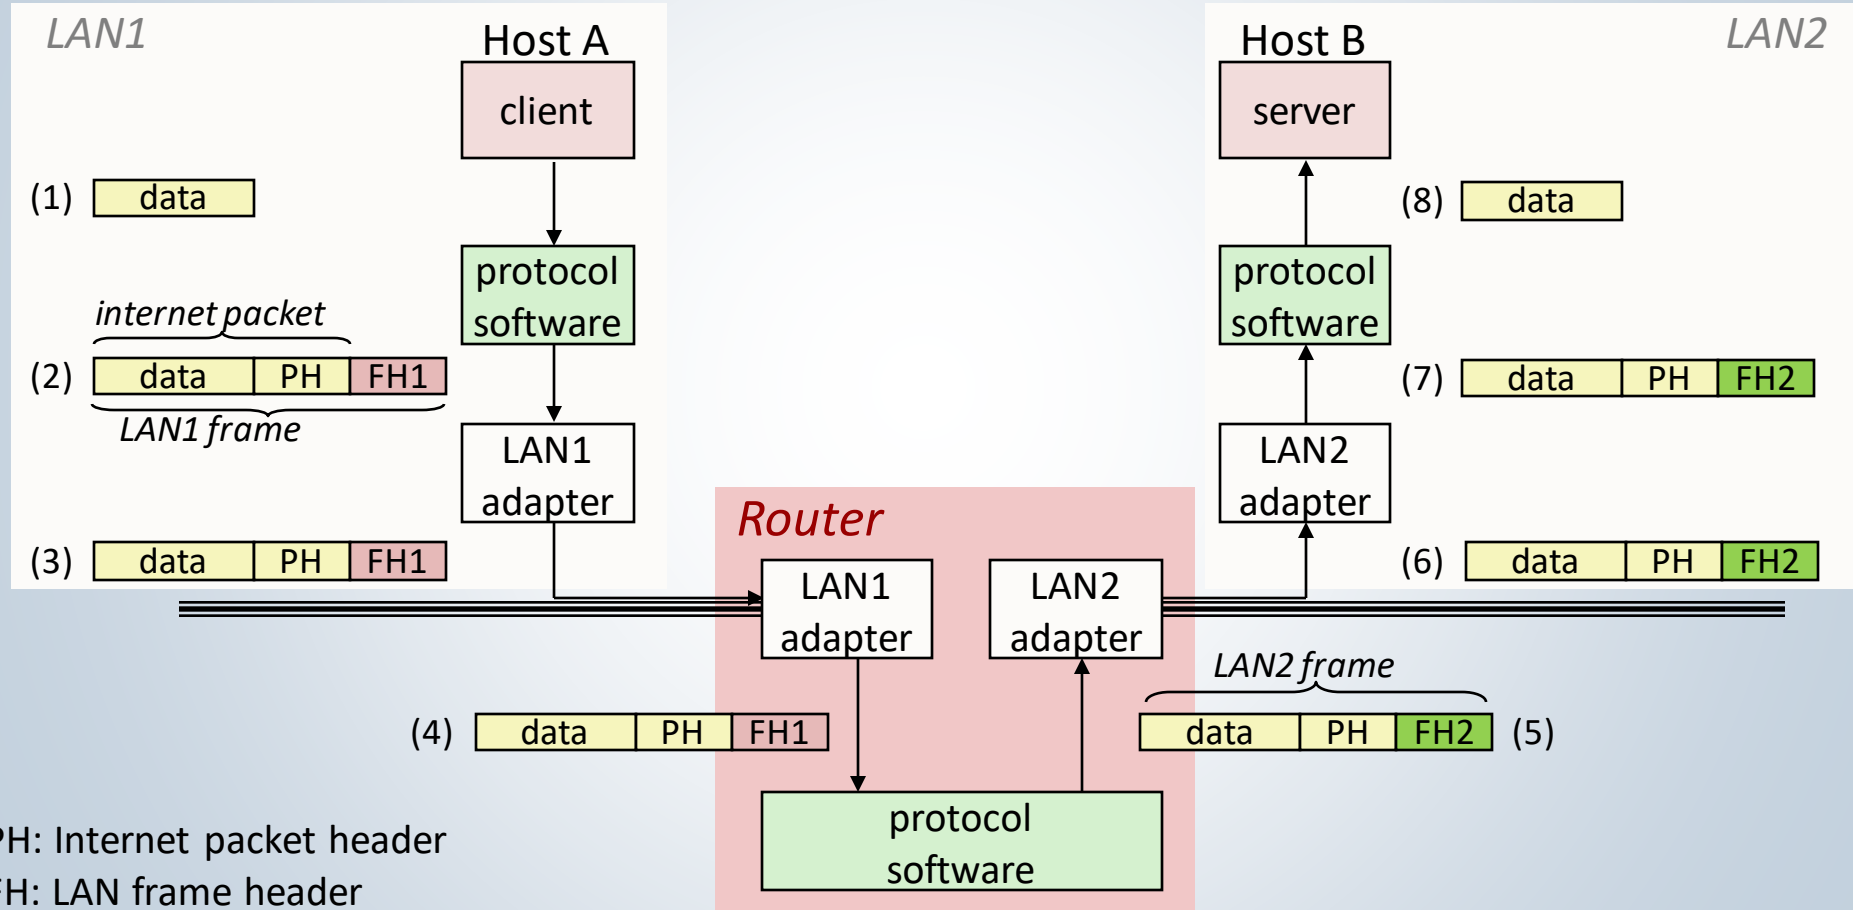 LAN1
Host A
client
(1) data
protocol
software
internet packet
(2) data PH FH1
LAN1 frame
LAN1
adapter
(3) data PH FH1
Host B
LAN2
server
(8) data
protocol
software
(7) data PH FH2
LAN2
adapter
(6) data PH FH2
Router
LAN1
adapter
LAN2
adapter
LAN2 frame
(4) data PH FH1
data PH FH2 (5)
protocol
software
PH: Internet packet header
FH: LAN frame header